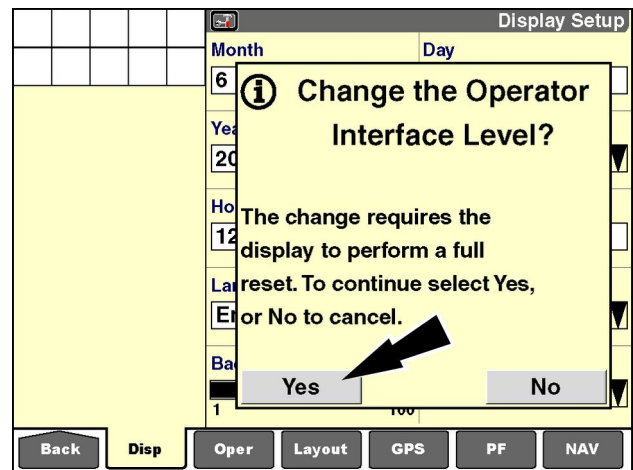 Display Setup
Month
Day
6
Change the Operator
Interface Level?
The change requires the
display to perform a full
reset. To continue select Yes,
or No to cancel.
Yes
No
1
Back
Disp
Oper
Layout
GPS
PF
NAV